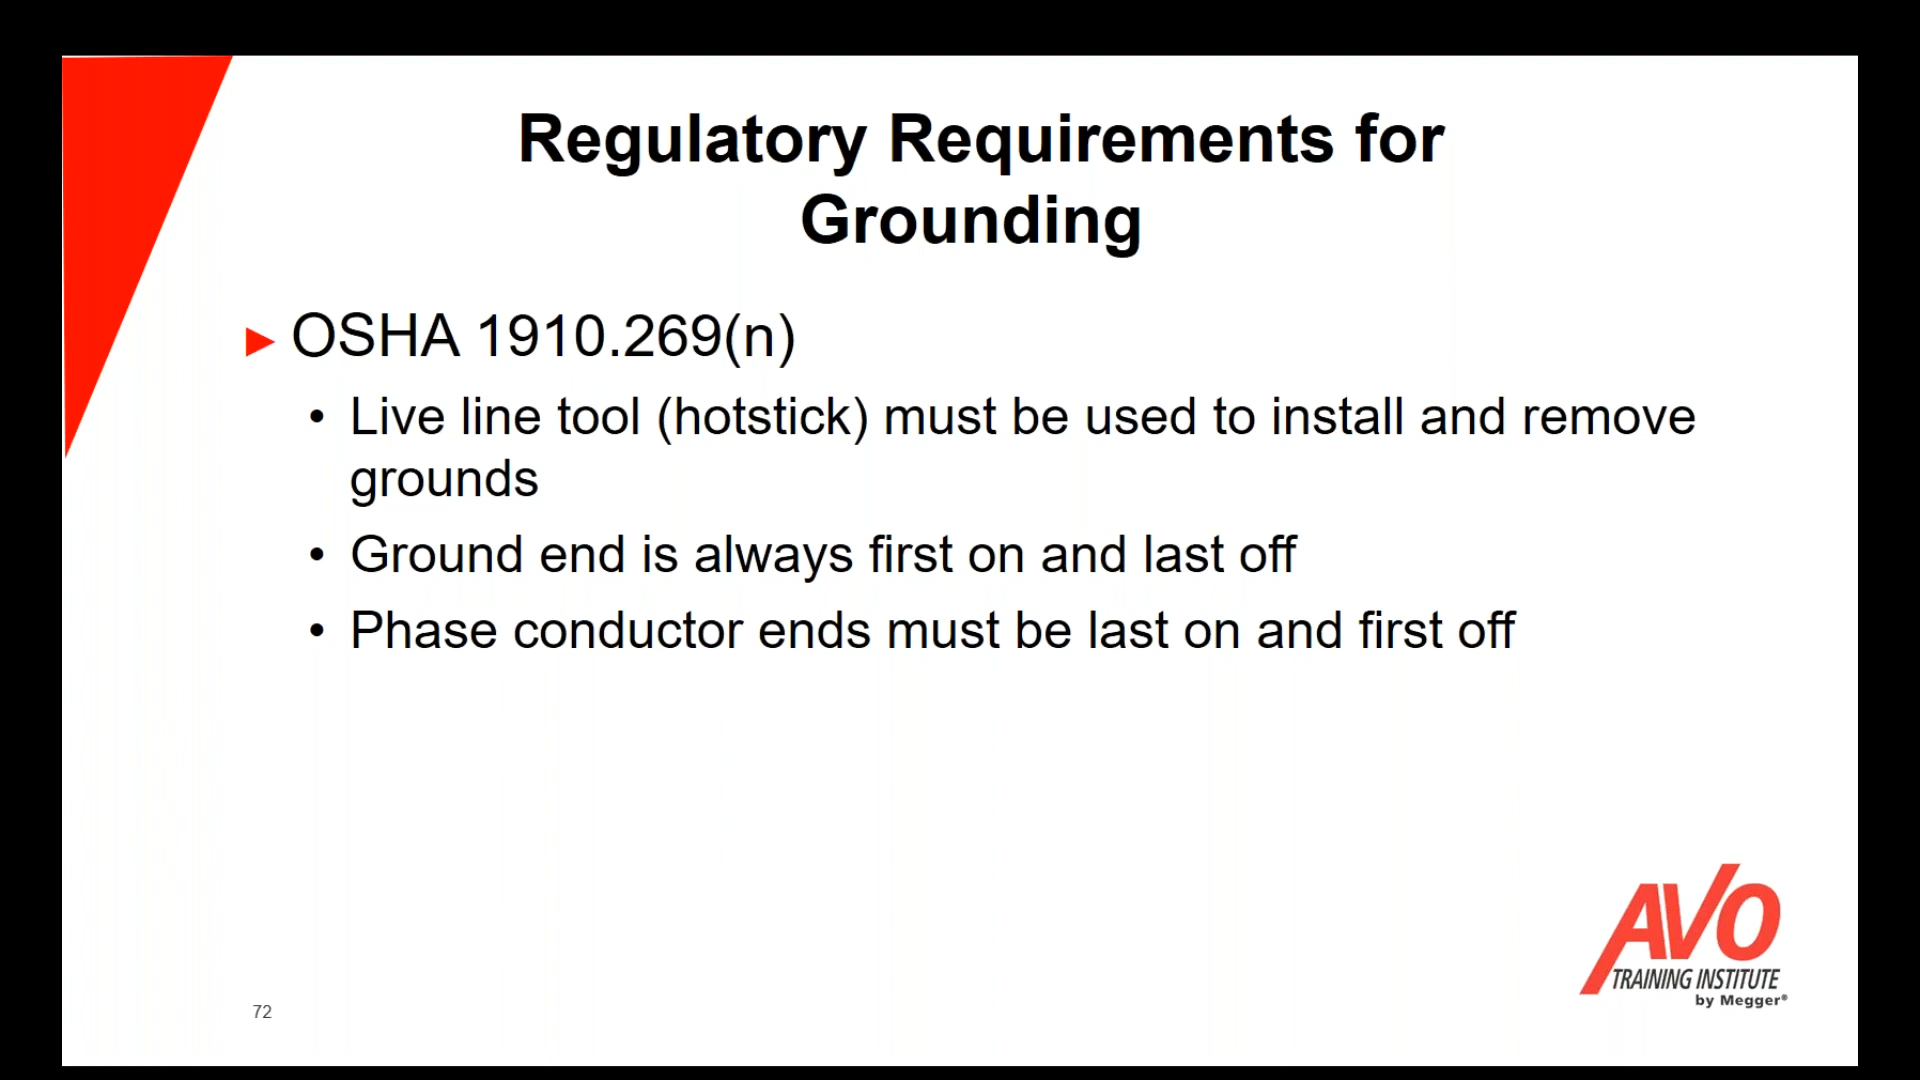 Regulatory Requirements for
Grounding
► OSHA 1910.269(n)
• Live line tool (hotstick) must be used to install and remove
grounds
• Ground end is always first on and last off
• Phase conductor ends must be last on and first off
AVO
TRAINING INSTITUTE
by Megger®
72